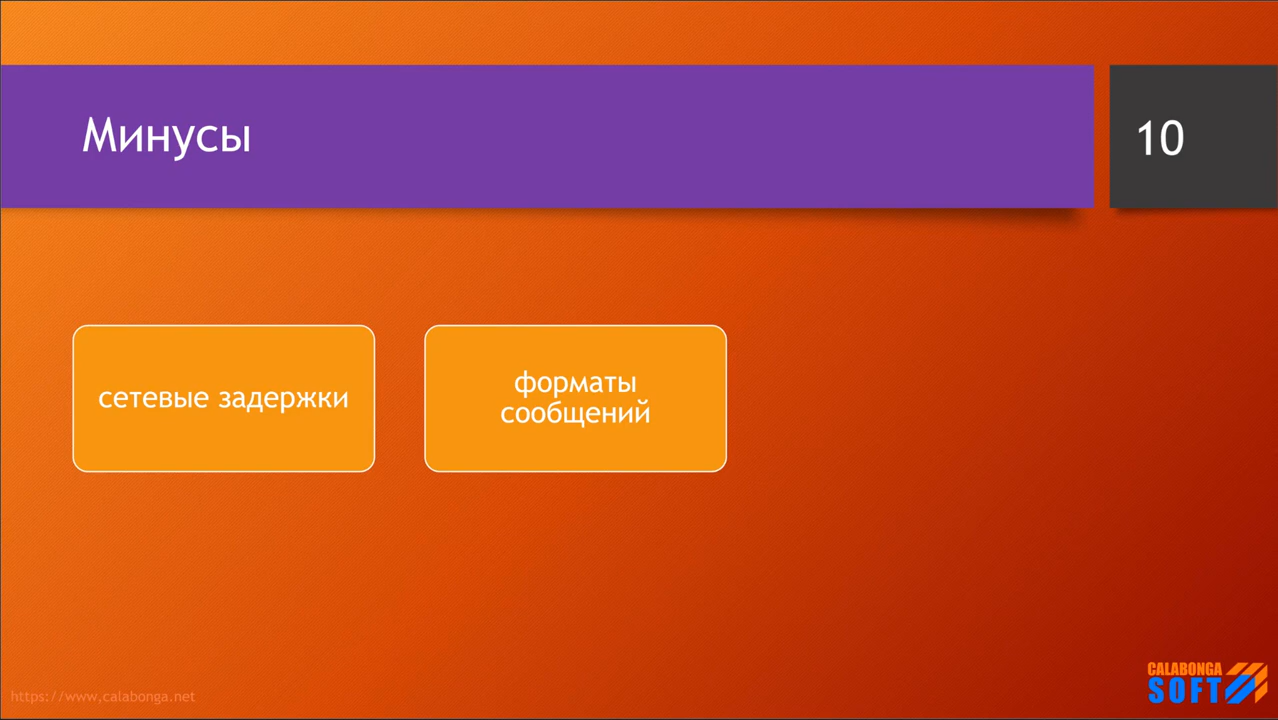 Минусы
10
сетевые задержки
форматы
сообщений
https://www.calabonga.net
CALABONGA
SOFT